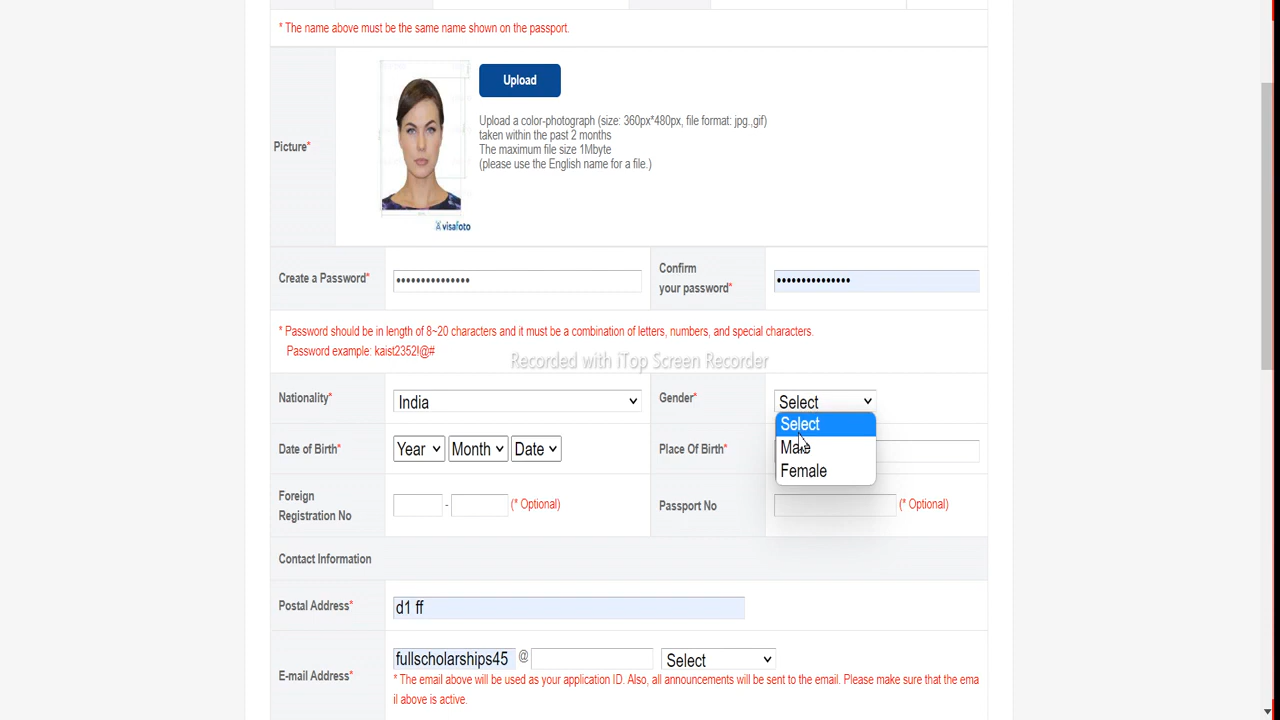 * The name above must be the same name shown on the passport.
Picture*
Upload
Upload a color-photograph (size: 360px*480px, file format: jpg.,gif)
taken within the past 2 months
The maximum file size 1Mbyte
(please use the English name for a file.)
visafoto
Create a Password*
••••••••••••••
Confirm
your password*
••••••••••••••
* Password should be in length of 8~20 characters and it must be a combination of letters, numbers, and special characters.
Password example: kaist2352!@#
Recorded with iTop Screen Recorder
Nationality*
India
Gender*
Select
Select
Male
Female
Date of Birth*
Year
Month
Date
Place Of Birth*
Foreign
Registration No
- (* Optional)
Passport No
(* Optional)
Contact Information
Postal Address*
d1 ff
E-mail Address*
fullscholarships45 @
Select
* The email above will be used as your application ID. Also, all announcements will be sent to the email. Please make sure that the ema
il above is active.